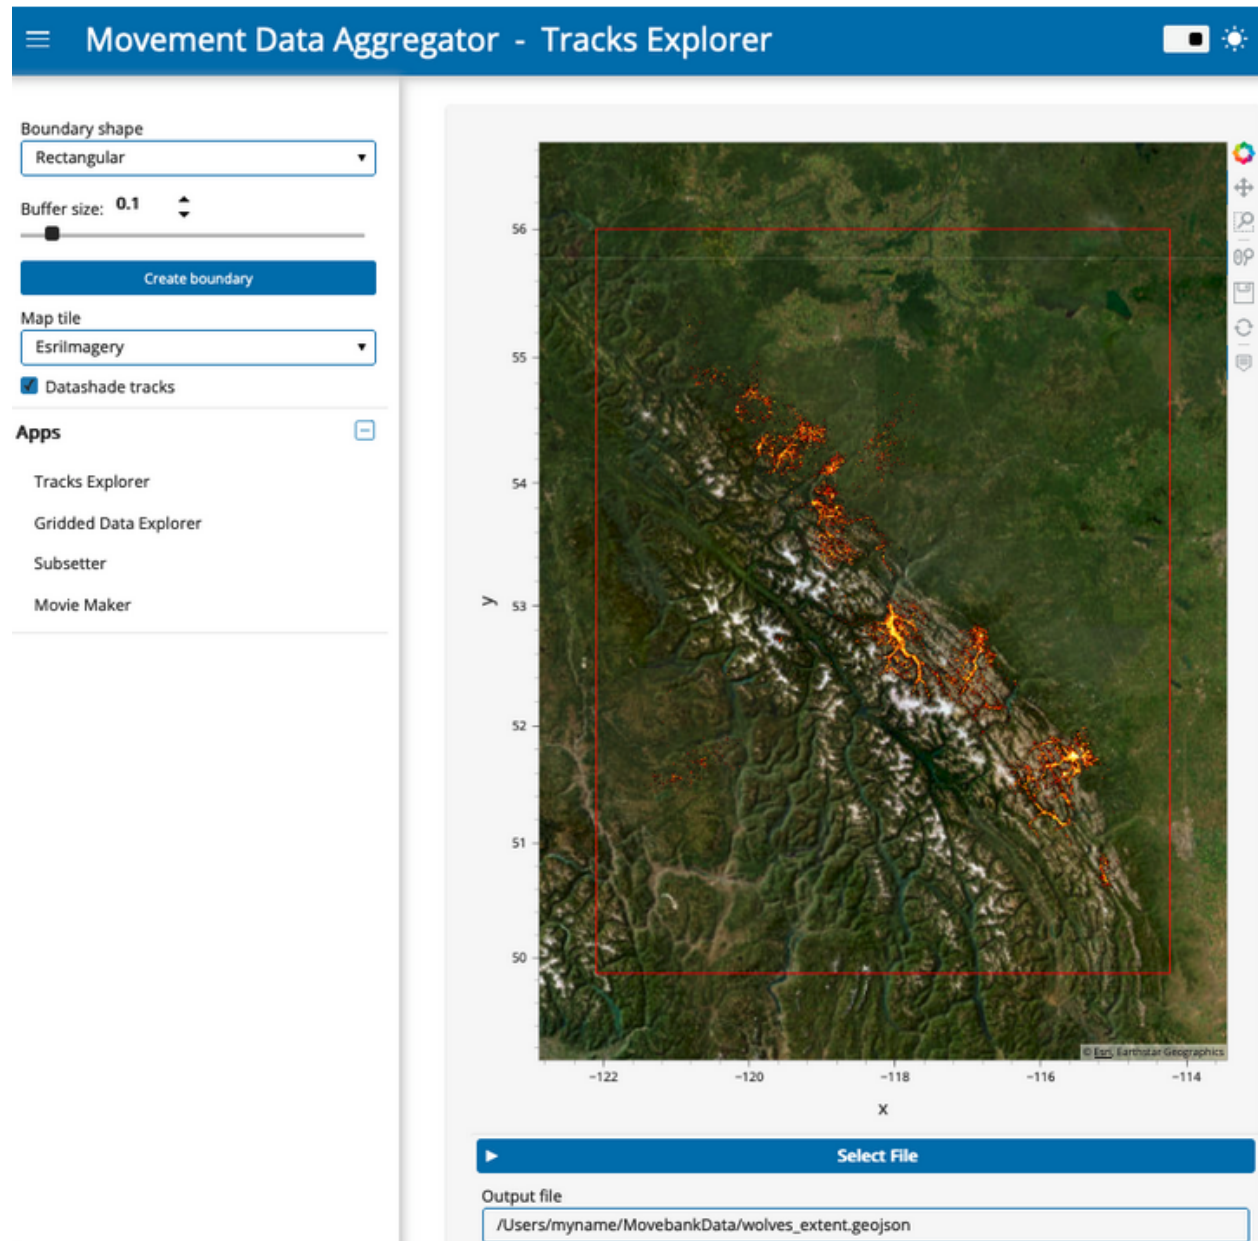 Movement Data Aggregator - Tracks Explorer
Boundary shape
Rectangular
Buffer size: 0.1
Create boundary
Map tile
EsriImagery
Datashade tracks
Apps
Tracks Explorer
Gridded Data Explorer
Subsetter
Movie Maker
56
55
54
53
52
51
50
y
-122 -120 -118 -116 -114
x
© Esri, Earthstar Geographics
Select File
Output file
/Users/myname/MovebankData/wolves_extent.geojson